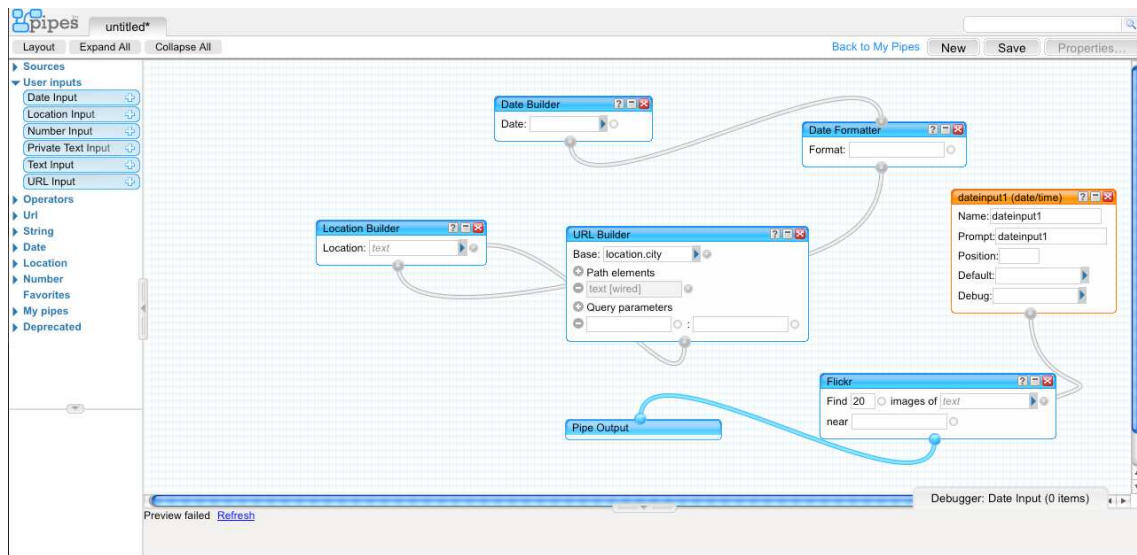 pipes untitled*
Layout Expand All Collapse All Back to My Pipes New Save Properties...
Sources
User inputs
Date Input
Location Input
Number Input
Private Text Input
Text Input
URL Input
Operators
Url
String
Date
Location
Number
Favorites
My pipes
Deprecated
Date Builder
Date:
Date Formatter
Format:
dateinput1 (date/time)
Name: dateinput1
Prompt: dateinput1
Position:
Default:
Debug:
Location Builder
Location: text
URL Builder
Base: location.city
Path elements
text [wired]
Query parameters
:
Flickr
Find 20 images of text
near
Pipe Output
Debugger: Date Input (0 items)
Preview failed Refresh